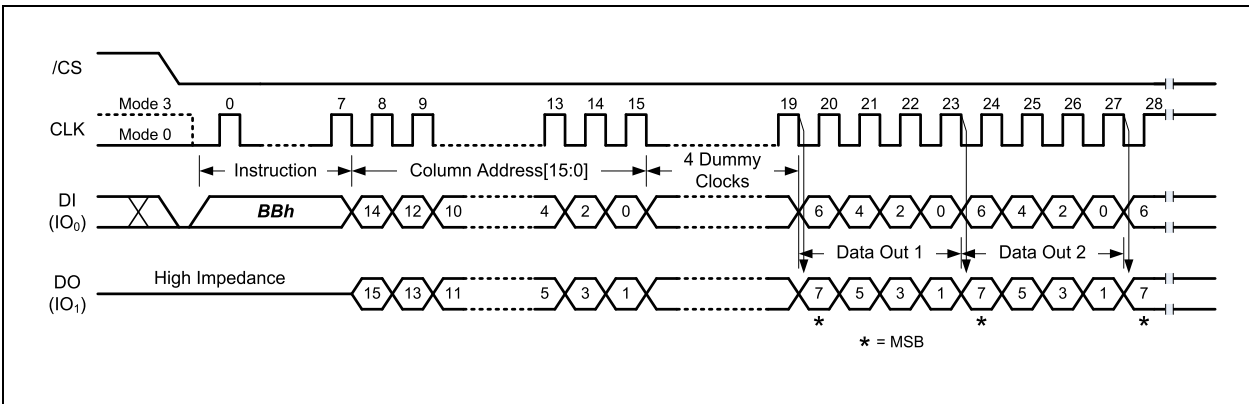 /CS
Mode 3 0 7 8 9 13 14 15 19 20 21 22 23 24 25 26 27 28
CLK
Mode 0
Instruction Column Address[15:0] 4 Dummy Clocks
DI (IO0) BBh 14 12 10 4 2 0 6 4 2 0 6 4 2 0 6
Data Out 1 Data Out 2
High Impedance
DO (IO1) 15 13 11 5 3 1 7 5 3 1 7 5 3 1 7
* * *
* = MSB